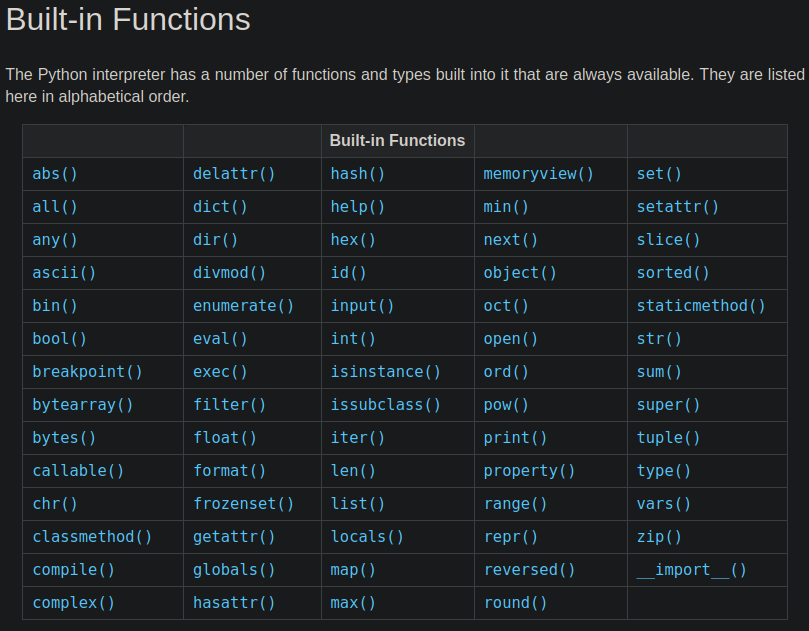 Built-in Functions
The Python interpreter has a number of functions and types built into it that are always available. They are listed
here in alphabetical order.
Built-in Functions
abs() delattr() hash() memoryview() set()
all() dict() help() min() setattr()
any() dir() hex() next() slice()
ascii() divmod() id() object() sorted()
bin() enumerate() input() oct() staticmethod()
bool() eval() int() open() str()
breakpoint() exec() isinstance() ord() sum()
bytearray() filter() issubclass() pow() super()
bytes() float() iter() print() tuple()
callable() format() len() property() type()
chr() frozenset() list() range() vars()
classmethod() getattr() locals() repr() zip()
compile() globals() map() reversed() __import__()
complex() hasattr() max() round()